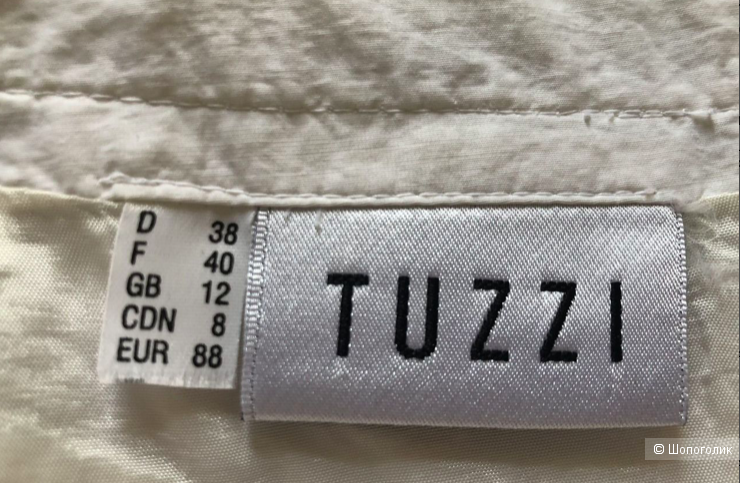 D 38
F 40
GB 12
CDN 8
EUR 88
TUZZI
© Шопоголик